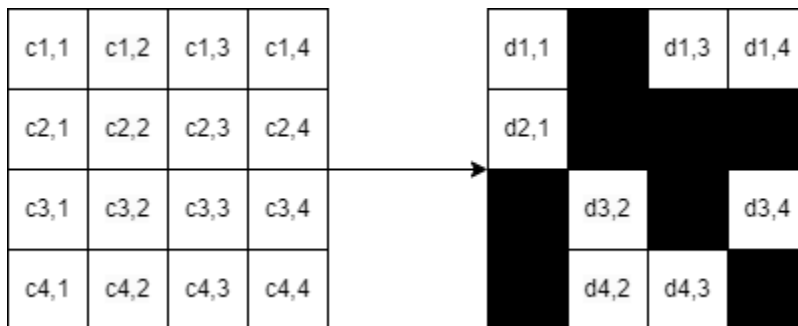 c1,1 c1,2 c1,3 c1,4 d1,1 d1,3 d1,4
c2,1 c2,2 c2,3 c2,4 d2,1
c3,1 c3,2 c3,3 c3,4 d3,2 d3,4
c4,1 c4,2 c4,3 c4,4 d4,2 d4,3